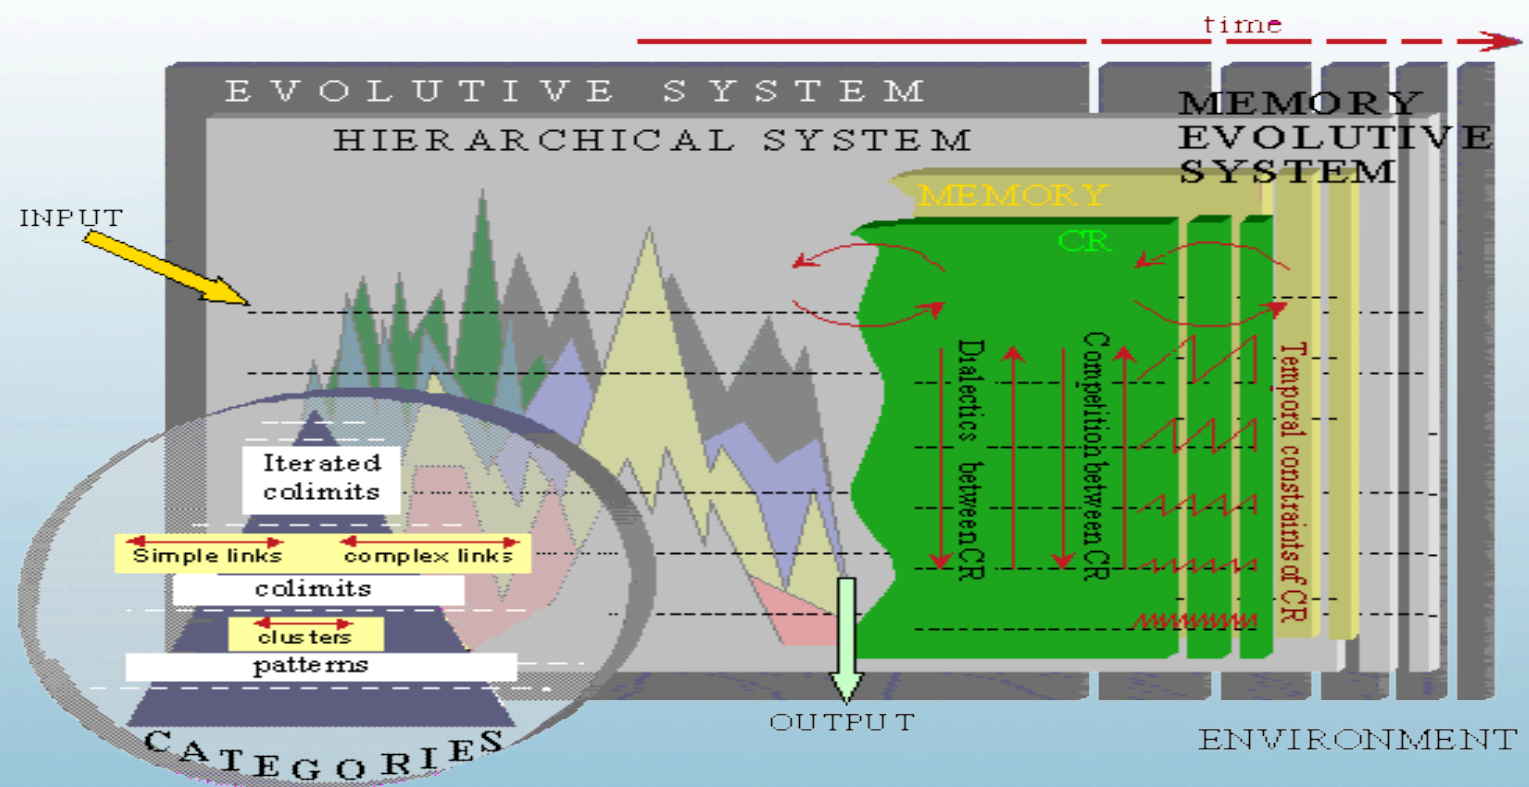 time
EVOLUTIVE SYSTEM
MEMORY
EVOLUTIVE
SYSTEM
HIERARCHICAL SYSTEM
MEMORY
INPUT
CR
Dialectics between CR
Competition between CR
Temporal constraints of CR
Iterated
colimits
Simple links
complex links
colimits
clusters
patterns
OUTPUT
CATEGORIES
ENVIRONMENT